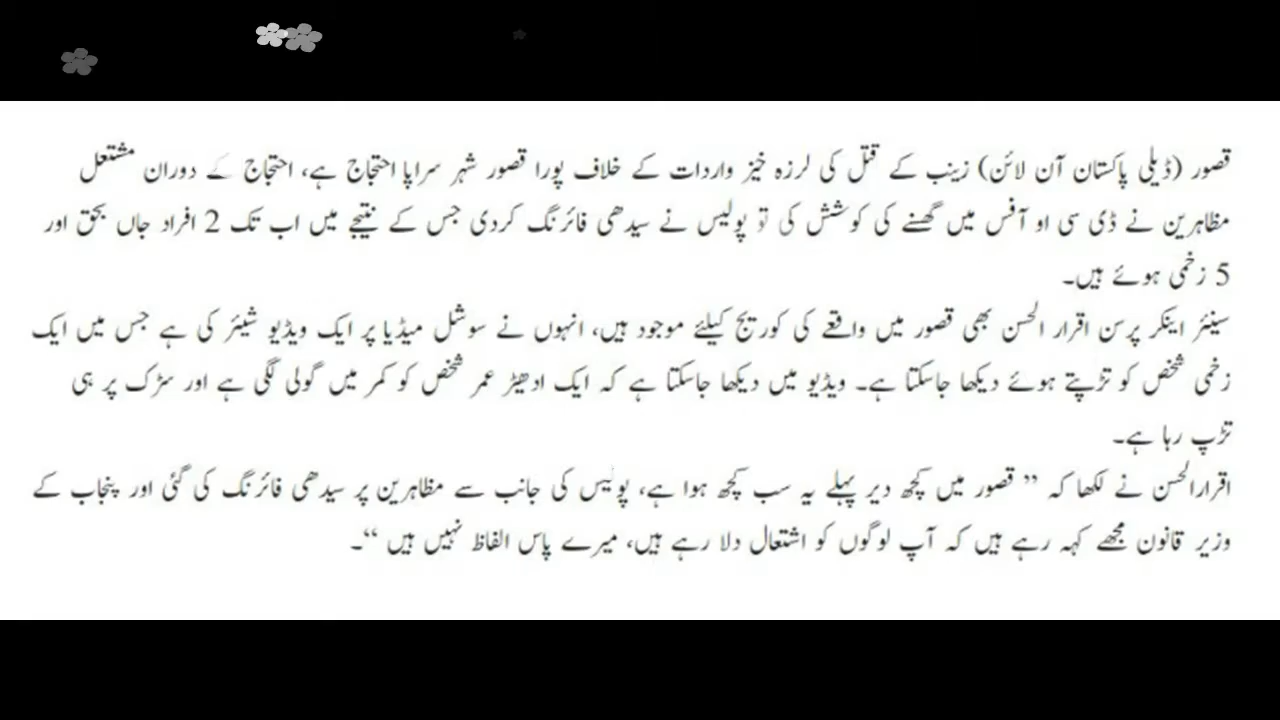 قصور (ڈیلی پاکستان آن لائن) زینب کے قتل کی لرزہ خیز واردات کے خلاف پورا قصور شہر سراپا احتجاج ہے، احتجاج کے دوران مشتعل
مظاہرین نے ڈی سی او آفس میں گھسنے کی کوشش کی تو پولیس نے سیدھی فائرنگ کردی جس کے نتیجے میں اب تک 2 افراد جاں بحق اور
5 زخمی ہوئے ہیں۔
سینئر اینکر پرسن اقرار الحسن بھی قصور میں واقعے کی کوریج کیلئے موجود ہیں، انہوں نے سوشل میڈیا پر ایک ویڈیو شیئر کی ہے جس میں ایک
زخمی شخص کو تڑپتے ہوئے دیکھا جاسکتا ہے۔ ویڈیو میں دیکھا جاسکتا ہے کہ ایک ادھیڑ عمر شخص کو کمر میں گولی لگی ہے اور سڑک پر ہی
تڑپ رہا ہے۔
اقرارالحسن نے لکھا کہ ” قصور میں کچھ دیر پہلے یہ سب کچھ ہوا ہے، پولیس کی جانب سے مظاہرین پر سیدھی فائرنگ کی گئی اور پنجاب کے
وزیر قانون مجھے کہہ رہے ہیں کہ آپ لوگوں کو اشتعال دلا رہے ہیں، میرے پاس الفاظ نہیں ہیں “۔